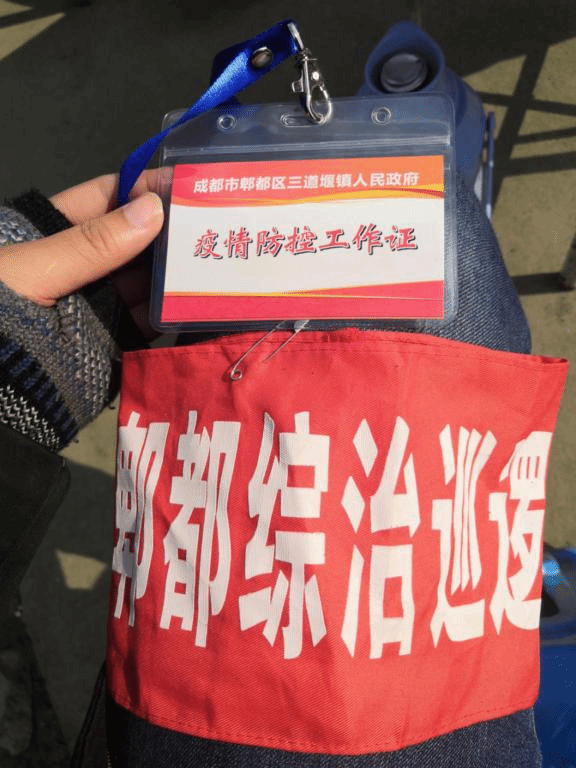 成都市郫都区三道堰镇人民政府
疫情防控工作证
郫都综治巡逻